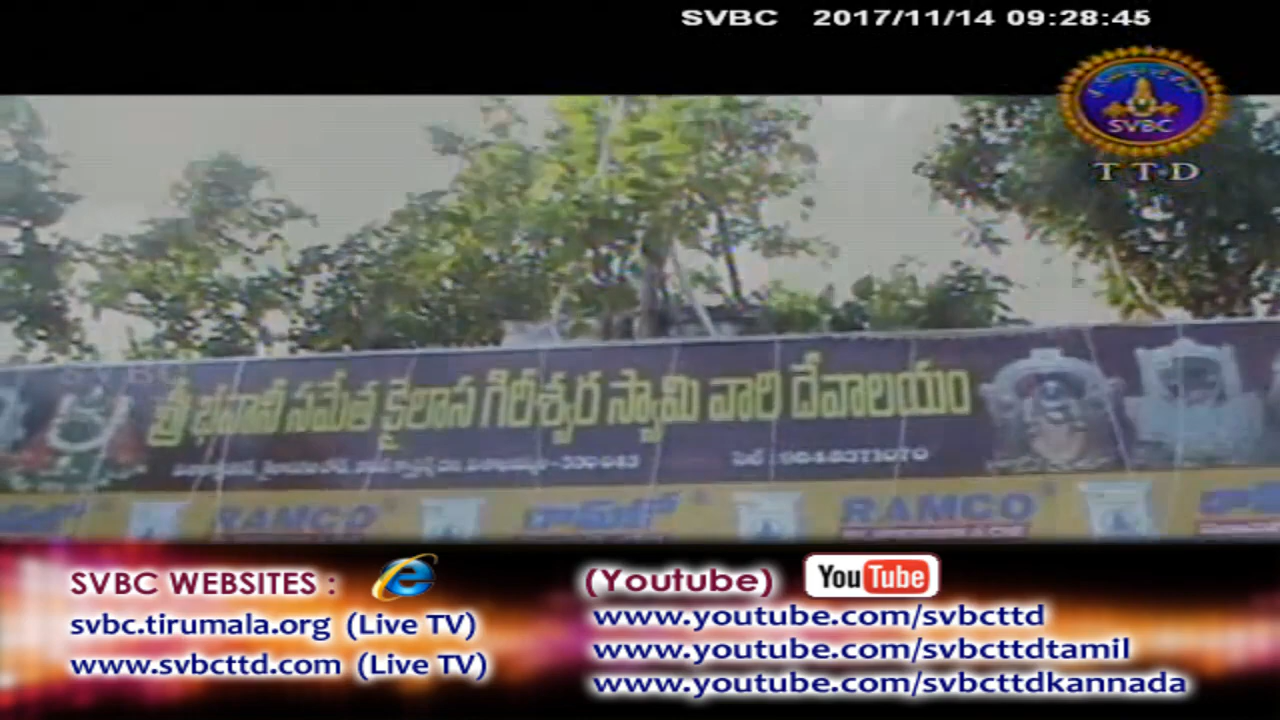 SVBC 2017/11/14 09:28:45
SVBC
TTD
SVBC
శ్రీ భవానీ సమేత కైలాస గిరీశ్వర స్వామి వారి దేవాలయం
RAMCO రామ్‌కో RAMCO
SVBC WEBSITES :
svbc.tirumala.org (Live TV)
www.svbcttd.com (Live TV)
(Youtube) YouTube
www.youtube.com/svbcttd
www.youtube.com/svbcttdtamil
www.youtube.com/svbcttdkannada